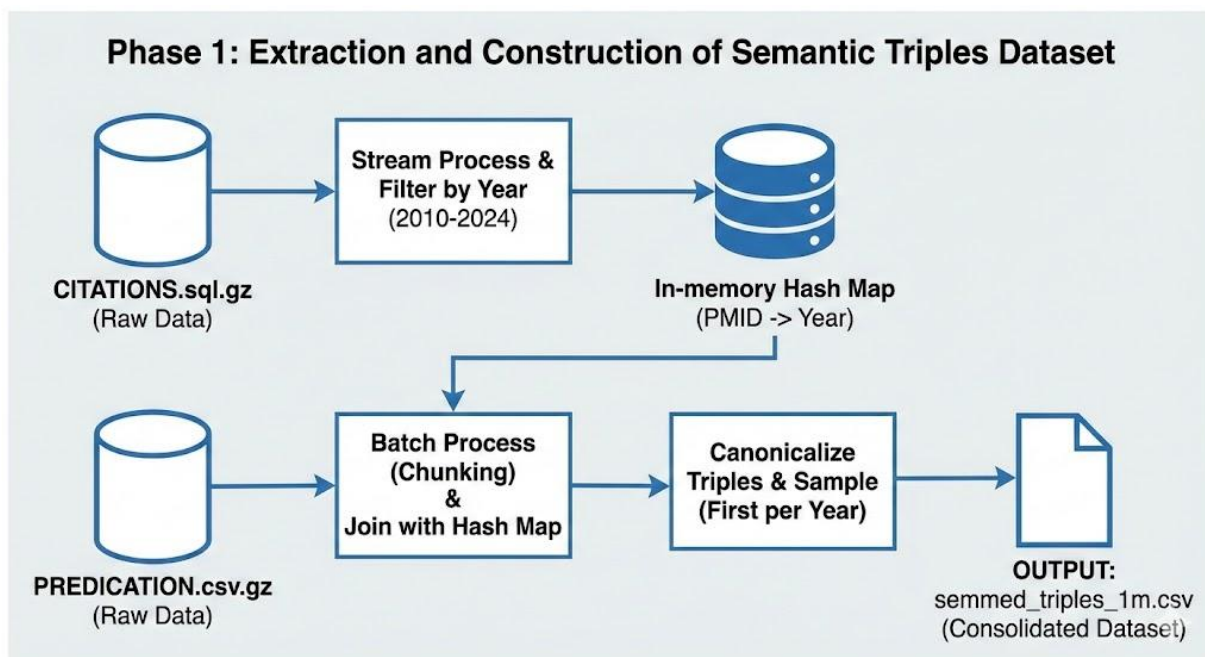 Phase 1: Extraction and Construction of Semantic Triples Dataset
Stream Process &
Filter by Year
(2010-2024)
CITATIONS.sql.gz
(Raw Data)
In-memory Hash Map
(PMID -> Year)
Batch Process
(Chunking)
&
Join with Hash Map
Canonicalize
Triples & Sample
(First per Year)
PREDICATION.csv.gz
(Raw Data)
OUTPUT:
semmed_triples_1m.csv
(Consolidated Dataset)